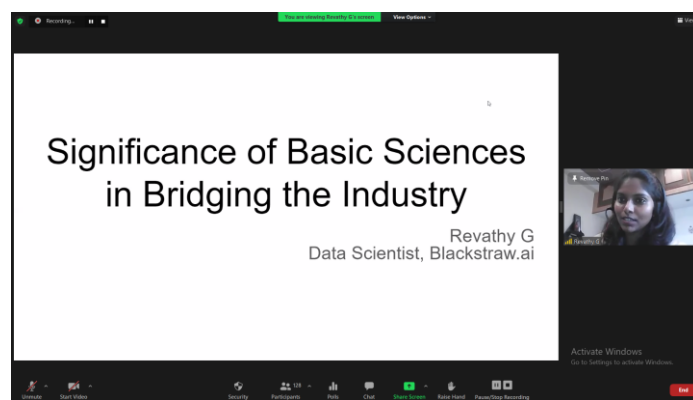 Recording...
You are viewing Revathy G's screen
View Options
Significance of Basic Sciences
in Bridging the Industry
Revathy G
Data Scientist, Blackstraw.ai
Remove Pin
Revathy G
Activate Windows
Go to Settings to activate Windows.
Unmute
Start Video
Security
Participants
Polls
Chat
Share Screen
Raise Hand
Pause/Stop Recording
End